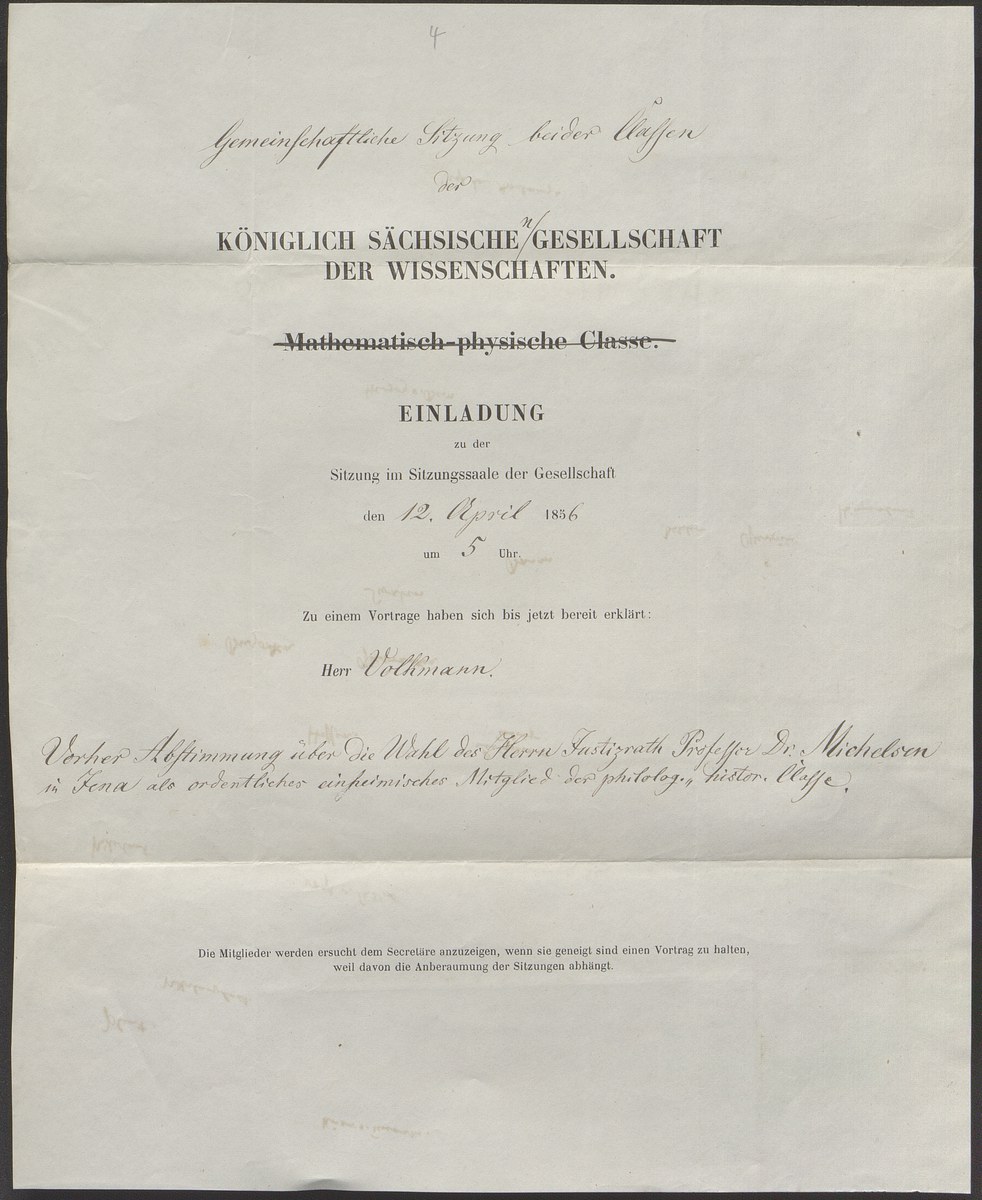 4
Gemeinschaftliche Sitzung beider Classen
der
KÖNIGLICH SÄCHSISCHEn GESELLSCHAFT
DER WISSENSCHAFTEN.
Mathematisch-physische Classe.
EINLADUNG
zu der
Sitzung im Sitzungssaale der Gesellschaft
den 12. April 1856
um 5 Uhr.
Zu einem Vortrage haben sich bis jetzt bereit erklärt:
Herr Volkmann.
Vorher Abstimmung über die Wahl des Herrn Justizrath Professor Dr. Michelsen
in Jena als ordentliches einheimisches Mitglied der philolog. histor. Classe.
Die Mitglieder werden ersucht dem Secretäre anzuzeigen, wenn sie geneigt sind einen Vortrag zu halten,
weil davon die Anberaumung der Sitzungen abhängt.